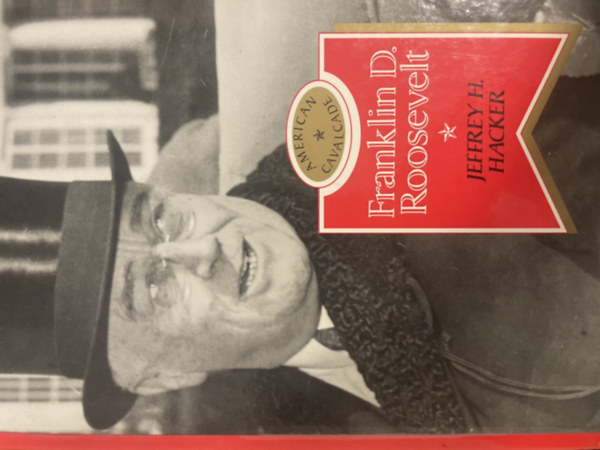 AMERICAN
CAVALCADE
Franklin D.
Roosevelt
JEFFREY H.
HACKER